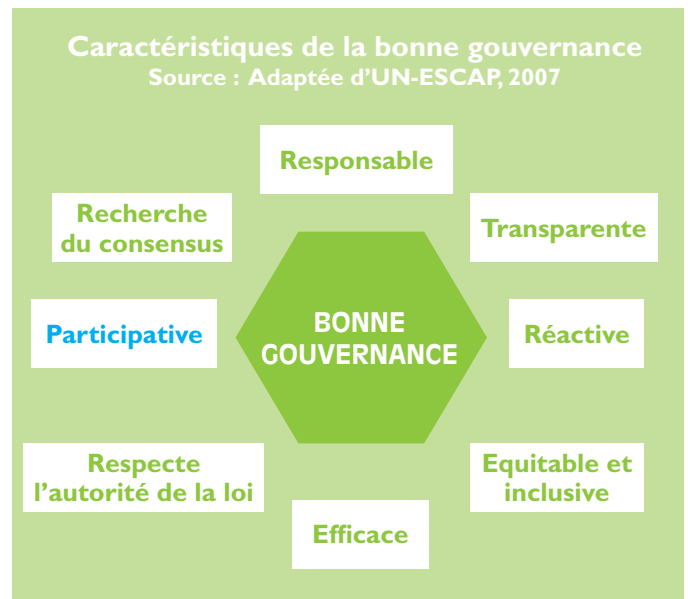 Caractéristiques de la bonne gouvernance
Source : Adaptée d'UN-ESCAP, 2007
Responsable
Recherche
du consensus
Transparente
Participative
BONNE
GOUVERNANCE
Réactive
Respecte
l'autorité de la loi
Equitable et
inclusive
Efficace